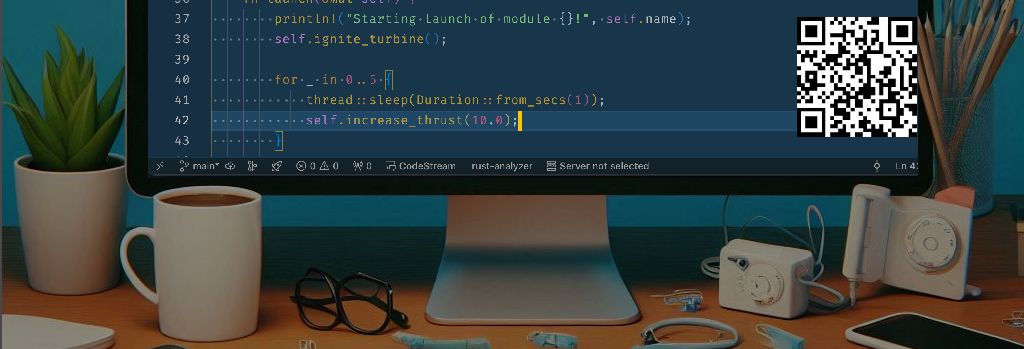 36 fn launch(&mut self) {
37 println!("Starting launch of module {}!", self.name);
38 self.ignite_turbine();
39
40 for _ in 0..5 {
41 thread::sleep(Duration::from_secs(1));
42 self.increase_thrust(10.0);
43 }
main* 0 0 0 CodeStream rust-analyzer Server not selected Ln 42